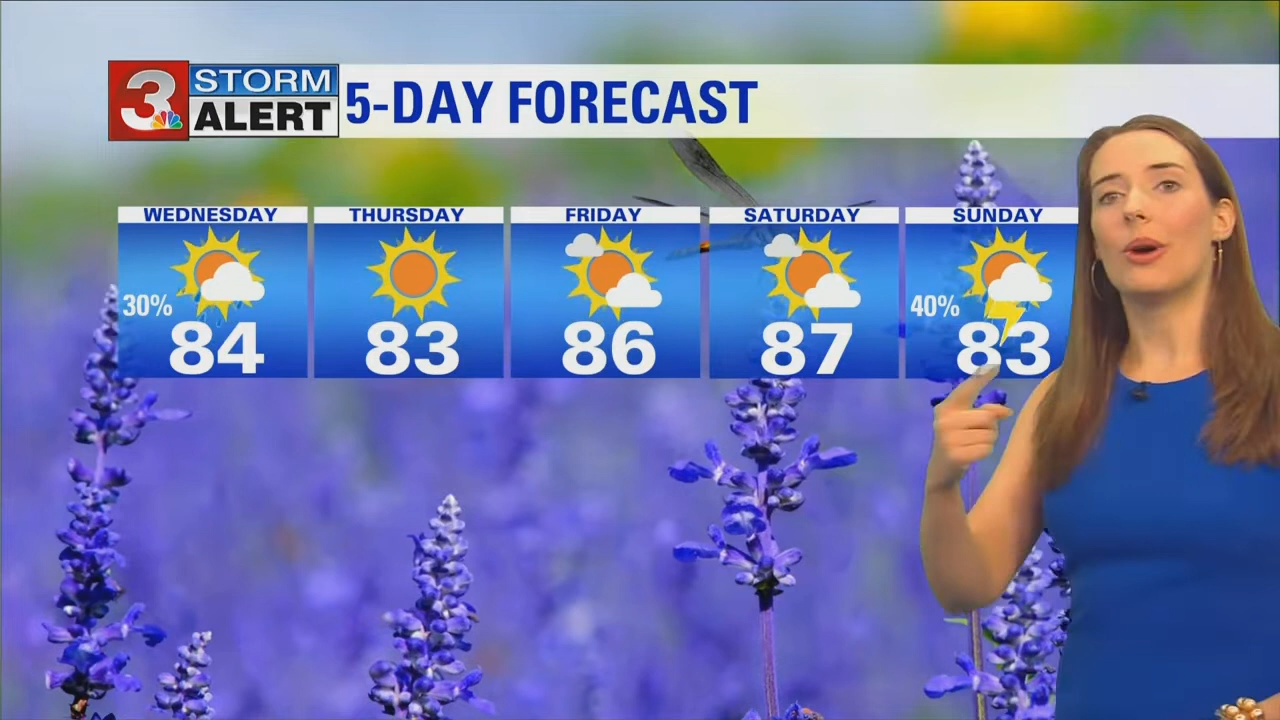 3 STORM ALERT
5-DAY FORECAST
WEDNESDAY THURSDAY FRIDAY SATURDAY SUNDAY
30% 40%
84 83 86 87 83